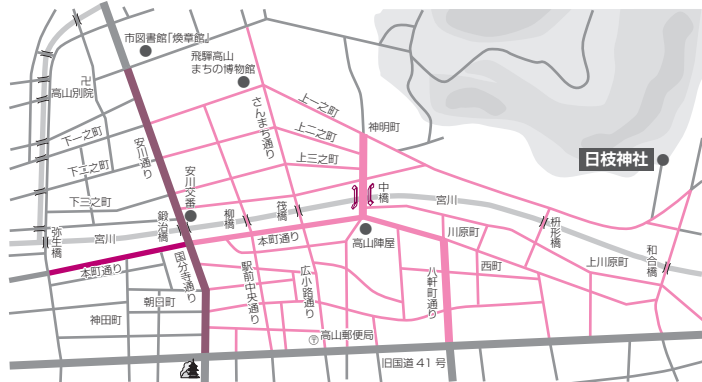 市図書館「煥章館」
飛騨高山
まちの博物館
卍
高山別院
さんまち通り
上一之町
上二之町
上三之町
神明町
下一之町
下二之町
下三之町
安川通り
安川交番
日枝神社
中橋
宮川
筏橋
柳橋
鍛治橋
弥生橋
宮川
本町通り
本町通り
高山陣屋
川原町
枡形橋
和合橋
上川原町
西町
八軒町通り
国分寺通り
駅前中央通り
広小路通り
朝日町
神田町
〒高山郵便局
旧国道41号